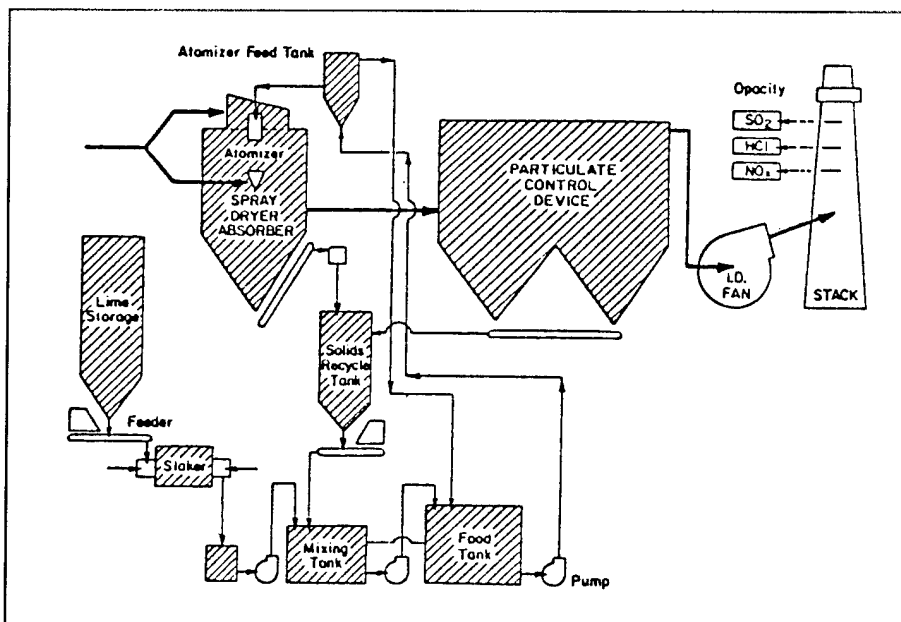 Atomizer Feed Tank
Opacity
SO2
HCl
NOx
Atomizer
SPRAY
DRYER
ABSORBER
PARTICULATE
CONTROL
DEVICE
I.D.
FAN
STACK
Lime
Storage
Solids
Recycle
Tank
Feeder
Slaker
Mixing
Tank
Food
Tank
Pump